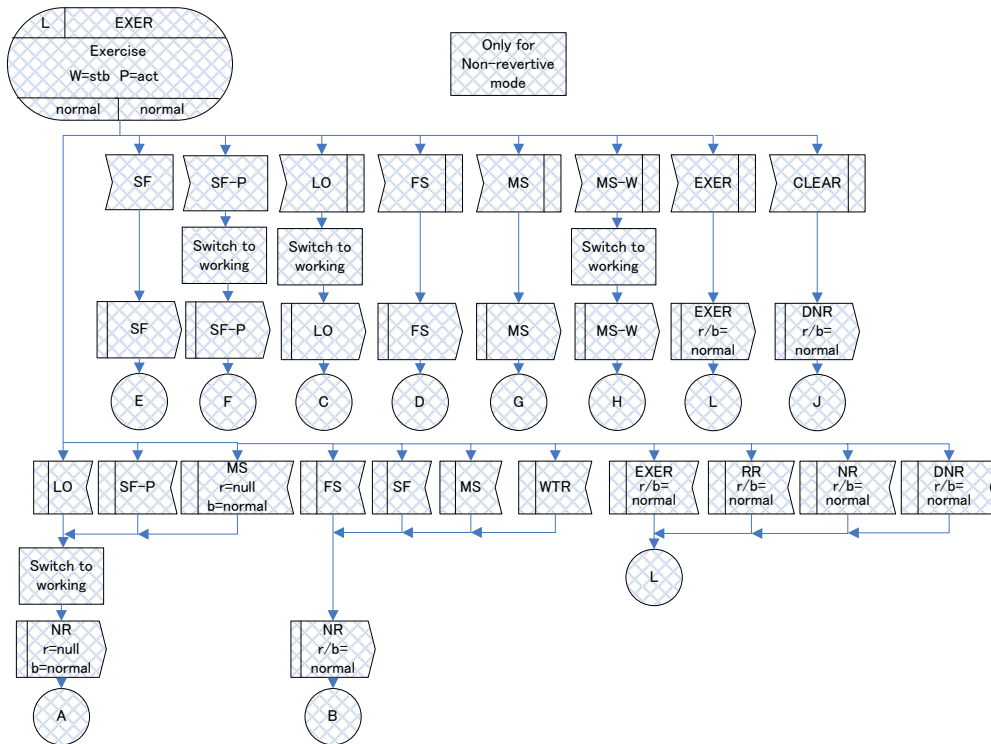 L EXER
Exercise
W=stb P=act
normal normal
Only for
Non-revertive
mode
SF SF-P LO FS MS MS-W EXER CLEAR
Switch to
working
Switch to
working
Switch to
working
SF SF-P LO FS MS MS-W
EXER
r/b=
normal
DNR
r/b=
normal
E F C D G H L J
LO SF-P
MS
r=null
b=normal
FS SF MS WTR
EXER
r/b=
normal
RR
r/b=
normal
NR
r/b=
normal
DNR
r/b=
normal
Switch to
working
L
NR
r=null
b=normal
NR
r/b=
normal
A B